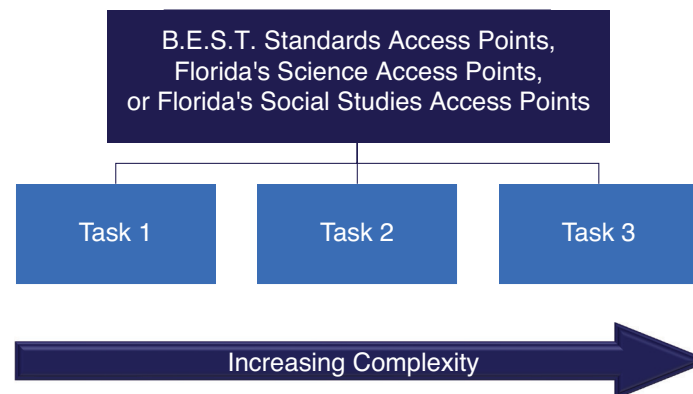 B.E.S.T. Standards Access Points,
Florida's Science Access Points,
or Florida's Social Studies Access Points
Task 1
Task 2
Task 3
Increasing Complexity